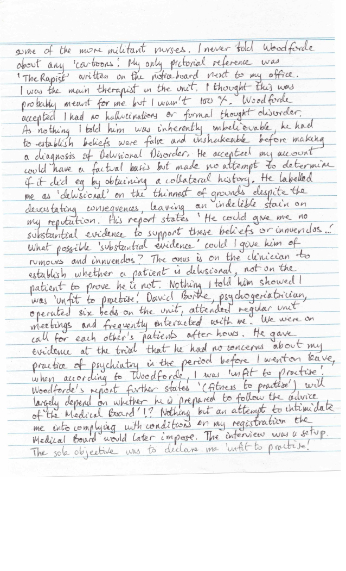 some of the more militant nurses. I never told Woodforde
about any 'cartoons'. My only pictorial reference was
'TheRapist' written on the notice board next to my office.
I was the main therapist in the unit. I thought this was
probably meant for me but I wasn't 100%. Woodforde
accepted I had no hallucinations or formal thought disorder.
As nothing I told him was inherently unbelievable, he had
to establish beliefs were false and unshakeable before making
a diagnosis of Delusional Disorder. He accepted my account
could have a factual basis but made no attempt to determine
if it did eg by obtaining a collateral history. He labelled
me as 'delusional' on the thinnest of grounds despite the
devastating consequences, leaving an indelible stain on
my reputation. His report states 'He could give me no
substantial evidence to support these beliefs or innuendos...'
What possible 'substantial evidence' could I give him of
rumours and innuendos? The onus is on the clinician to
establish whether a patient is delusional, not on the
patient to prove he is not. Nothing I told him showed I
was 'unfit to practise'. David Burke, psychogeriatrician,
operated six beds on the unit, attended regular unit
meetings and frequently interacted with me. We were on
call for each other's patients after hours. He gave
evidence at the trial that he had no concerns about my
practice of psychiatry in the period before I went on leave,
when according to Woodforde, I was 'unfit to practise'.
Woodforde's report further states '(fitness to practise) will
largely depend on whether he is prepared to follow the advice
of the Medical Board'!? Nothing but an attempt to intimidate
me into complying with conditions on my registration the
Medical Board would later impose. The interview was a setup.
The sole objective was to declare me 'unfit to practise'.